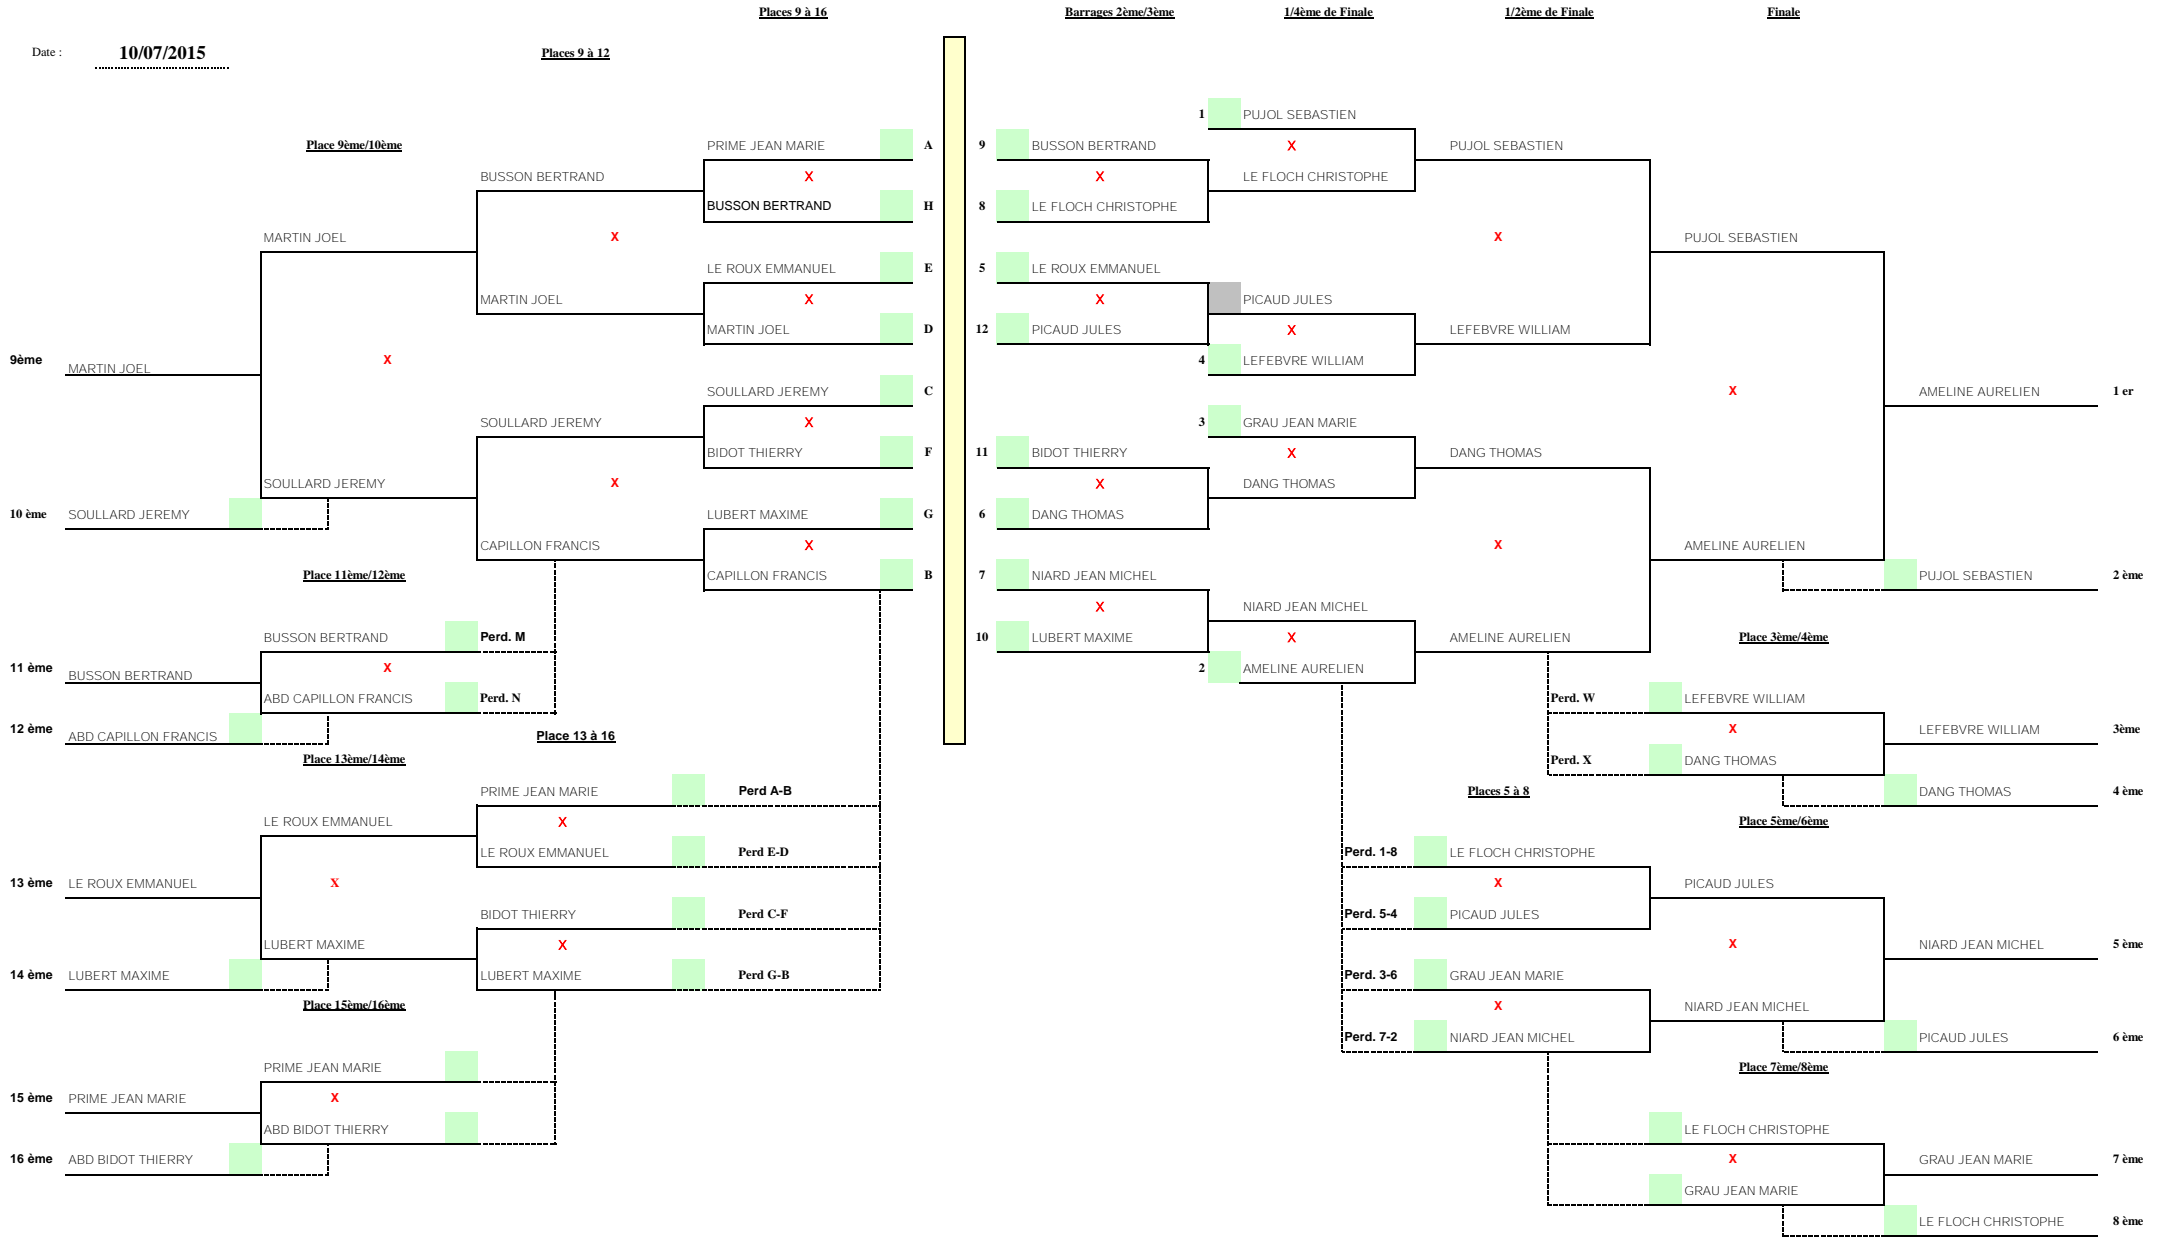 Places 9 à 16 Barrages 2ème/3ème 1/4ème de Finale 1/2ème de Finale Finale
Date : 10/07/2015 Places 9 à 12
1 PUJOL SEBASTIEN
Place 9ème/10ème PRIME JEAN MARIE A 9 BUSSON BERTRAND X PUJOL SEBASTIEN
BUSSON BERTRAND X X LE FLOCH CHRISTOPHE
BUSSON BERTRAND H 8 LE FLOCH CHRISTOPHE
MARTIN JOEL X X PUJOL SEBASTIEN
LE ROUX EMMANUEL E 5 LE ROUX EMMANUEL
MARTIN JOEL X X PICAUD JULES
MARTIN JOEL D 12 PICAUD JULES X LEFEBVRE WILLIAM
9ème MARTIN JOEL X 4 LEFEBVRE WILLIAM
SOULLARD JEREMY C X AMELINE AURELIEN 1 er
SOULLARD JEREMY X 3 GRAU JEAN MARIE
BIDOT THIERRY F 11 BIDOT THIERRY X DANG THOMAS
SOULLARD JEREMY X X DANG THOMAS
10 ème SOULLARD JEREMY LUBERT MAXIME G 6 DANG THOMAS
CAPILLON FRANCIS X X AMELINE AURELIEN
Place 11ème/12ème CAPILLON FRANCIS B 7 NIARD JEAN MICHEL PUJOL SEBASTIEN 2 ème
X NIARD JEAN MICHEL
BUSSON BERTRAND Perd. M 10 LUBERT MAXIME X AMELINE AURELIEN Place 3ème/4ème
11 ème BUSSON BERTRAND X 2 AMELINE AURELIEN
ABD CAPILLON FRANCIS Perd. N Perd. W LEFEBVRE WILLIAM
12 ème ABD CAPILLON FRANCIS Place 13 à 16 X LEFEBVRE WILLIAM 3ème
Place 13ème/14ème Perd. X DANG THOMAS
PRIME JEAN MARIE Perd A-B Places 5 à 8 DANG THOMAS 4 ème
LE ROUX EMMANUEL X Place 5ème/6ème
LE ROUX EMMANUEL Perd E-D Perd. 1-8 LE FLOCH CHRISTOPHE
13 ème LE ROUX EMMANUEL X X PICAUD JULES
BIDOT THIERRY Perd C-F Perd. 5-4 PICAUD JULES
LUBERT MAXIME X X NIARD JEAN MICHEL 5 ème
14 ème LUBERT MAXIME LUBERT MAXIME Perd G-B Perd. 3-6 GRAU JEAN MARIE
Place 15ème/16ème X NIARD JEAN MICHEL
Perd. 7-2 NIARD JEAN MICHEL PICAUD JULES 6 ème
PRIME JEAN MARIE Place 7ème/8ème
15 ème PRIME JEAN MARIE X
ABD BIDOT THIERRY LE FLOCH CHRISTOPHE
16 ème ABD BIDOT THIERRY X GRAU JEAN MARIE 7 ème
GRAU JEAN MARIE
LE FLOCH CHRISTOPHE 8 ème